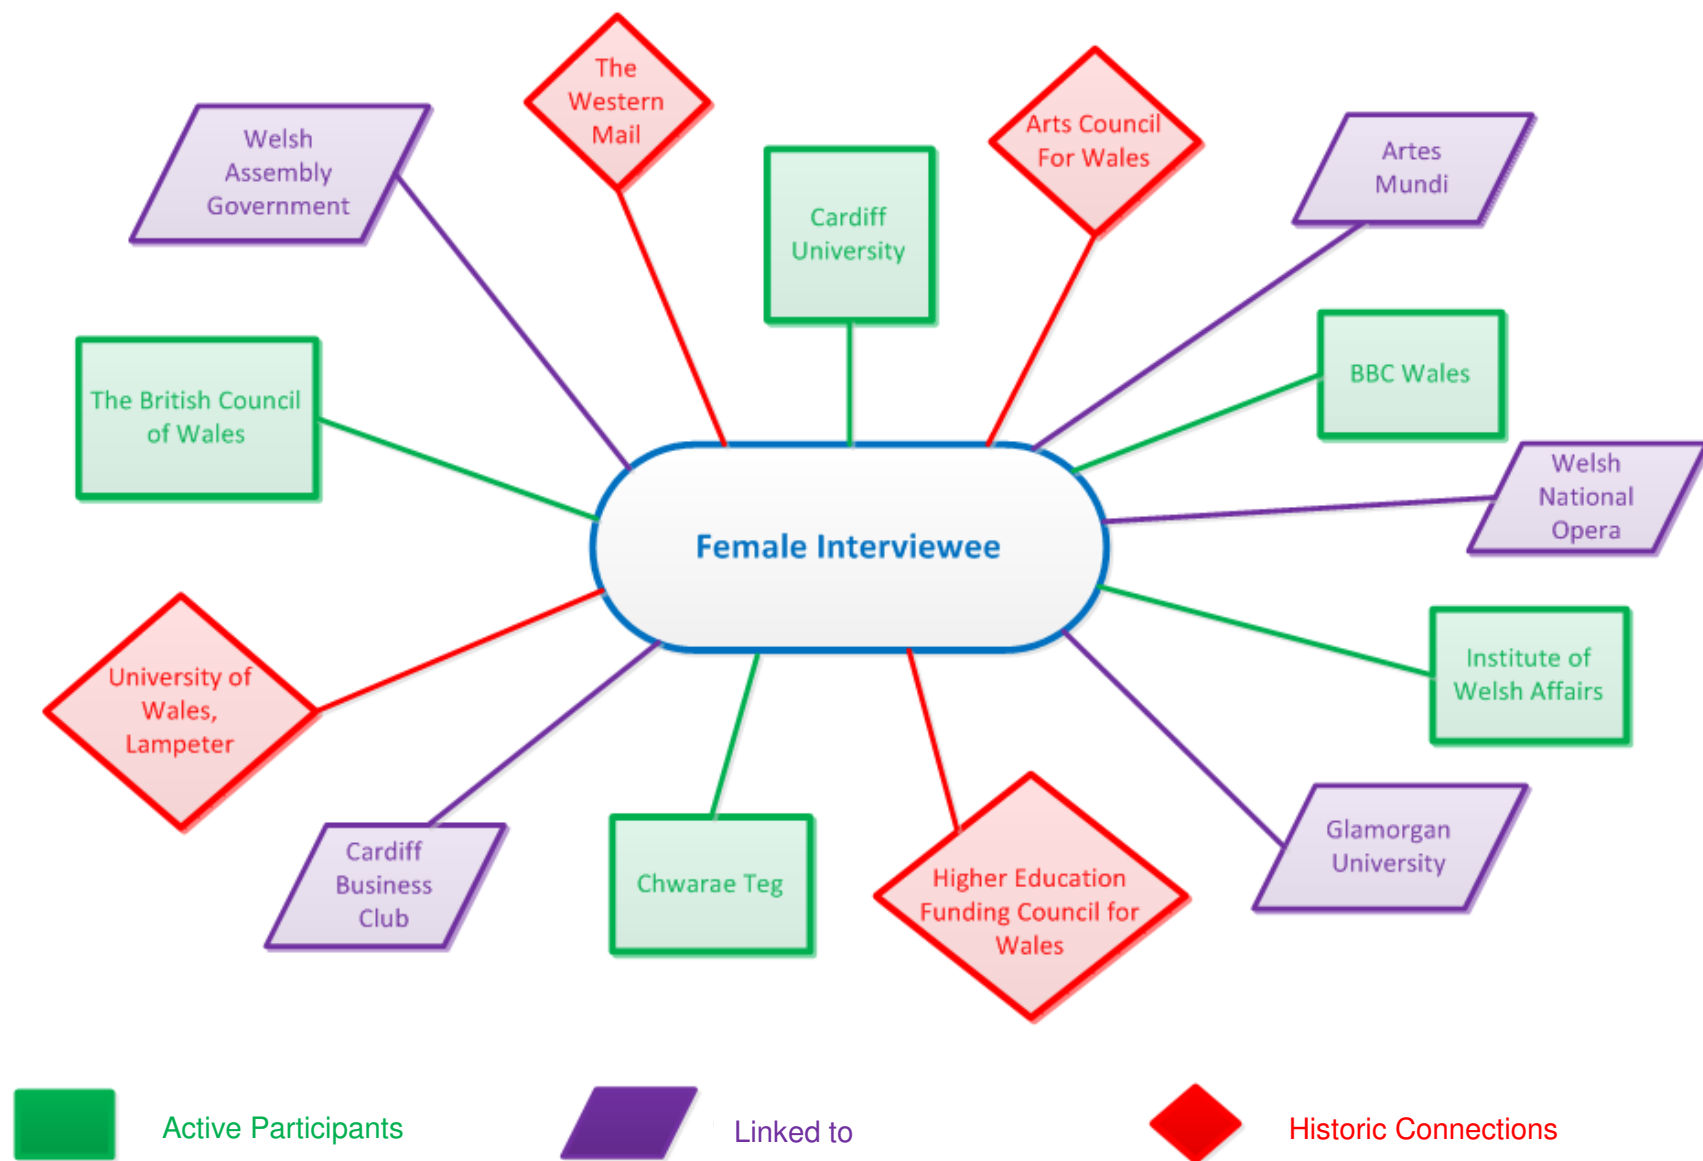 The
Western
Mail
Arts Council
For Wales
Welsh
Assembly
Government
Artes
Mundi
Cardiff
University
BBC Wales
The British Council
of Wales
Welsh
National
Opera
Female Interviewee
Institute of
Welsh Affairs
University of
Wales,
Lampeter
Glamorgan
University
Cardiff
Business
Club
Chwarae Teg
Higher Education
Funding Council for
Wales
Active Participants
Linked to
Historic Connections